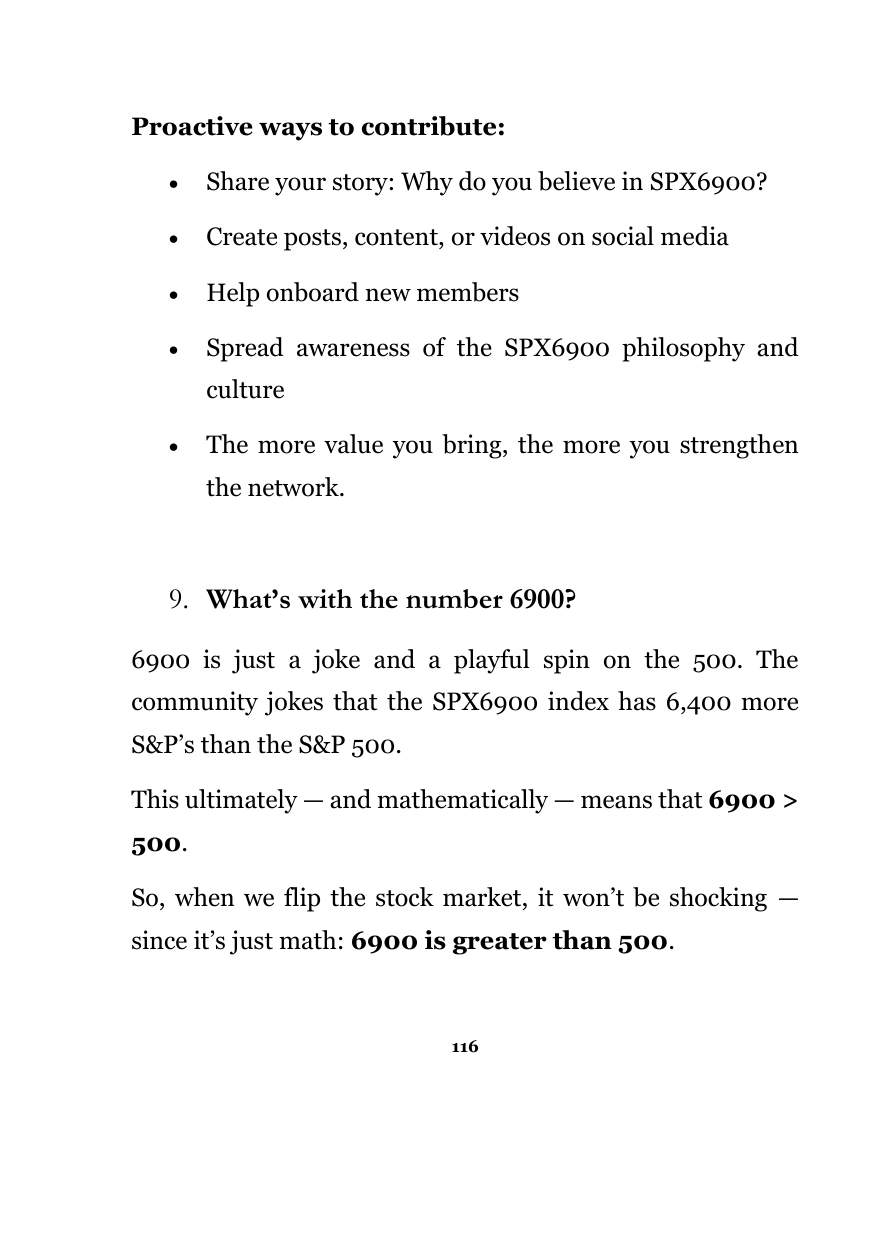 Proactive ways to contribute:
• Share your story: Why do you believe in SPX6900?
• Create posts, content, or videos on social media
• Help onboard new members
• Spread awareness of the SPX6900 philosophy and
culture
• The more value you bring, the more you strengthen
the network.
9. What’s with the number 6900?
6900 is just a joke and a playful spin on the 500. The
community jokes that the SPX6900 index has 6,400 more
S&P’s than the S&P 500.
This ultimately — and mathematically — means that 6900 >
500.
So, when we flip the stock market, it won’t be shocking —
since it’s just math: 6900 is greater than 500.
116